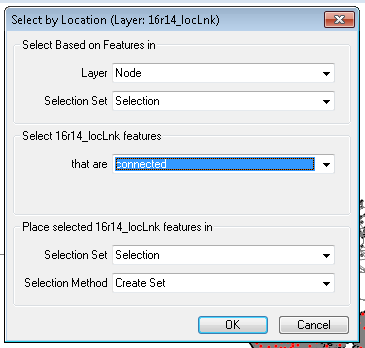 Select by Location (Layer: 16r14_locLnk)
Select Based on Features in
Layer Node
Selection Set Selection
Select 16r14_locLnk features
that are connected
Place selected 16r14_locLnk features in
Selection Set Selection
Selection Method Create Set
OK Cancel